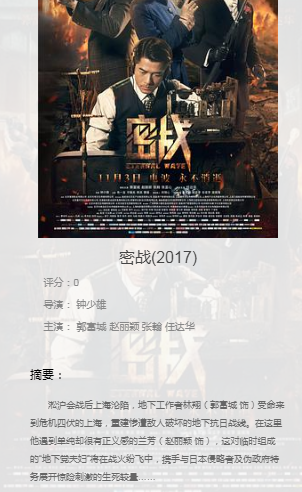 密战
ETERNAL WAVE
11月3日 电波 永不消逝
密战(2017)
评分：0
导演： 钟少雄
主演： 郭富城 赵丽颖 张翰 任达华
摘要：
淞沪会战后上海沦陷，地下工作者林翔（郭富城 饰）受命来
到危机四伏的上海，重建惨遭敌人破坏的地下抗日战线。在这里
他遇到单纯却很有正义感的兰芳（赵丽颖 饰），这对临时组成
的“地下党夫妇”将在战火纷飞中，携手与日本侵略者及伪政府特
务展开惊险刺激的生死较量……